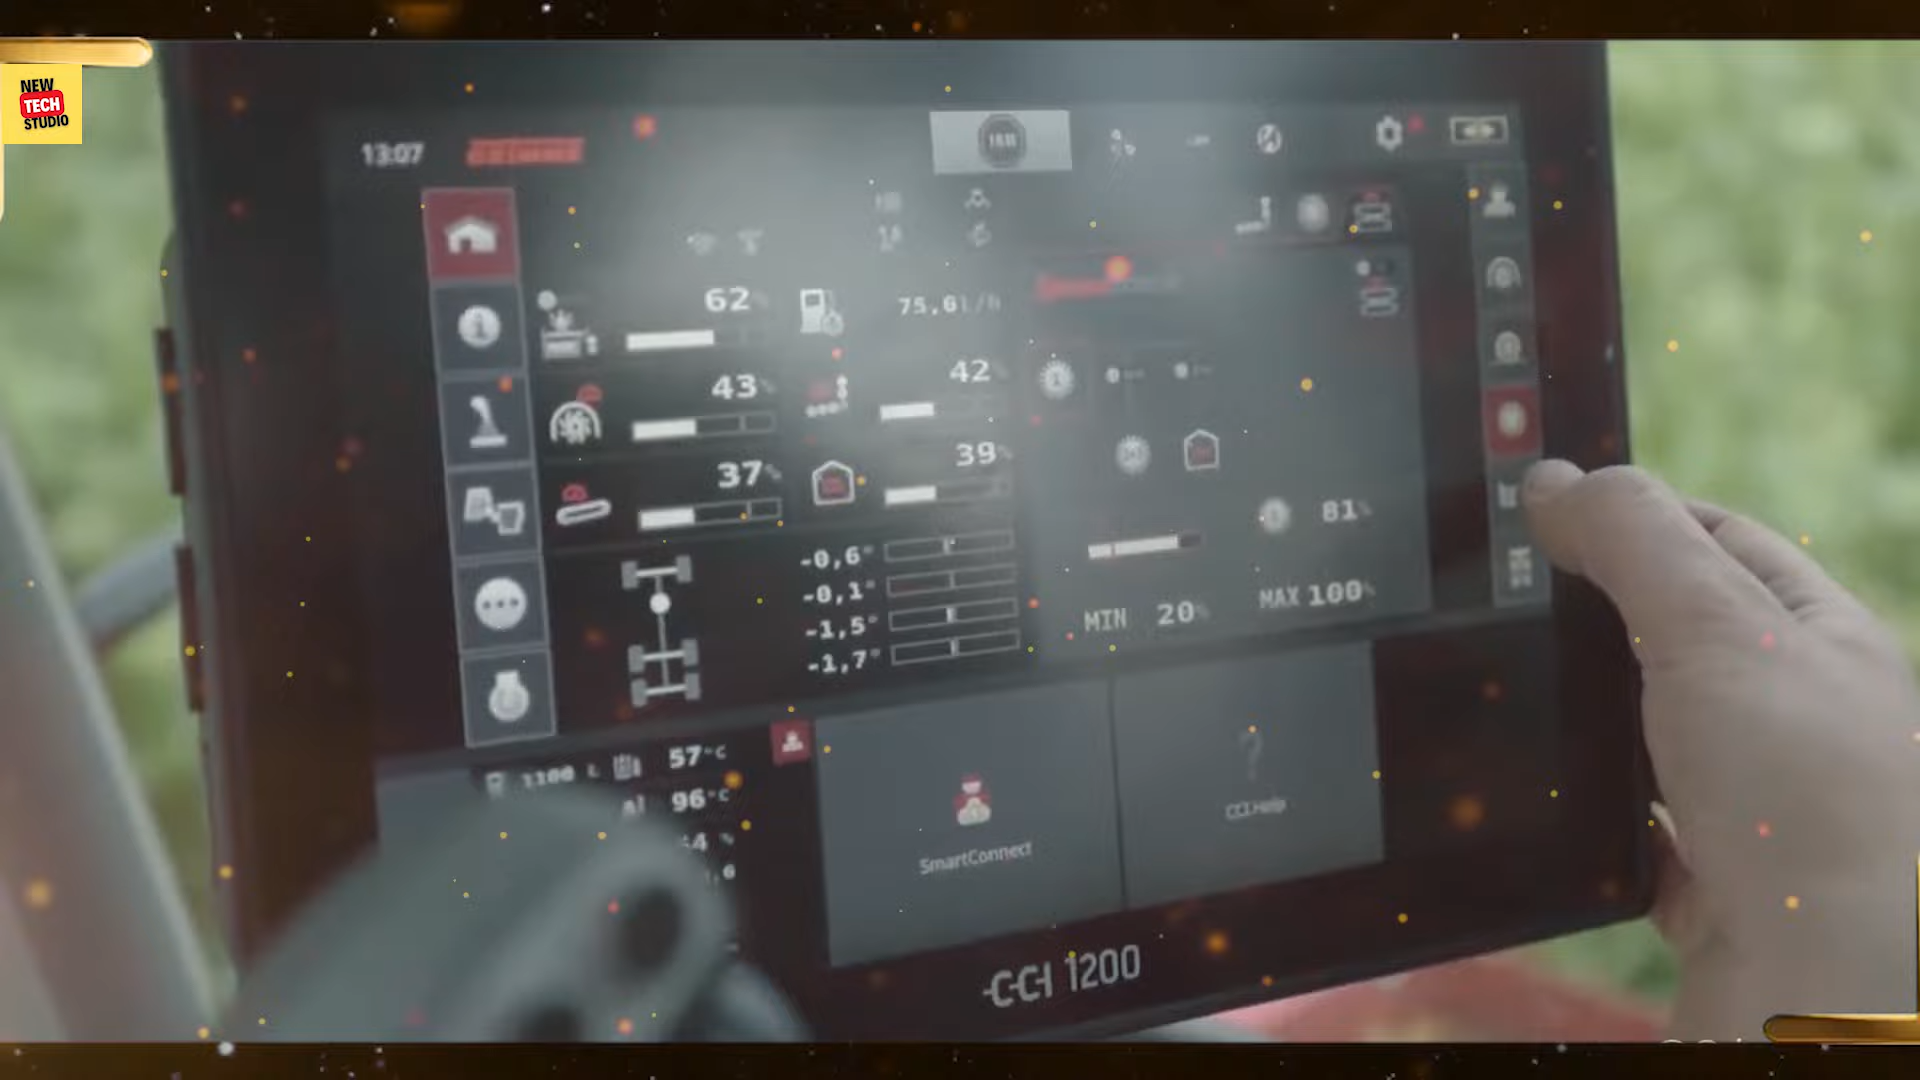 NEW
TECH
STUDIO
13:07
62 %
75,6 l/h
43 %
42 %
37 %
39 %
81 %
-0,6°
-0,1°
-1,5°
-1,7°
MIN 20 %
MAX 100 %
1100 L
57 °C
96 °C
SmartConnect
CCI.Help
CCI 1200